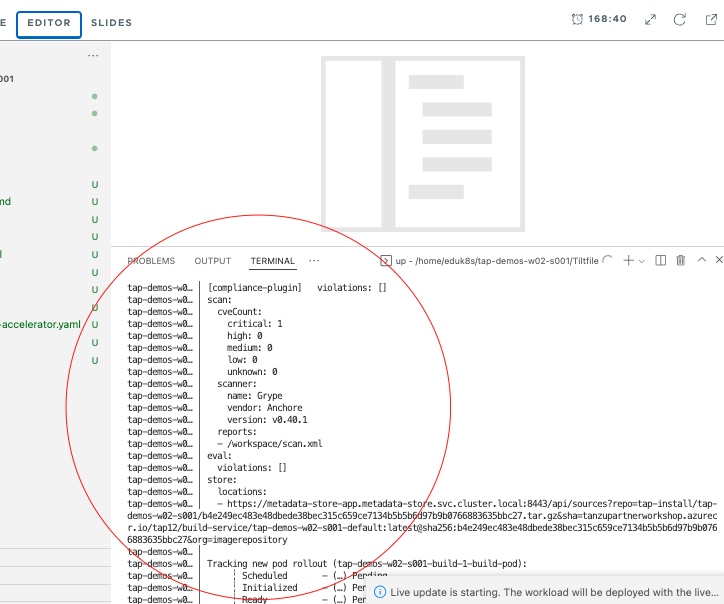 E EDITOR SLIDES 168:40
...
001
U
md U
U
U
U
U
U
U
-accelerator.yaml U
U
U
PROBLEMS OUTPUT TERMINAL ... up - /home/eduk8s/tap-demos-w02-s001/Tiltfile
tap-demos-w0… [compliance-plugin] violations: []
tap-demos-w0… scan:
tap-demos-w0… cveCount:
tap-demos-w0… critical: 1
tap-demos-w0… high: 0
tap-demos-w0… medium: 0
tap-demos-w0… low: 0
tap-demos-w0… unknown: 0
tap-demos-w0… scanner:
tap-demos-w0… name: Grype
tap-demos-w0… vendor: Anchore
tap-demos-w0… version: v0.40.1
tap-demos-w0… reports:
tap-demos-w0… - /workspace/scan.xml
tap-demos-w0… eval:
tap-demos-w0… violations: []
tap-demos-w0… store:
tap-demos-w0… locations:
tap-demos-w0… - https://metadata-store-app.metadata-store.svc.cluster.local:8443/api/sources?repo=tap-install/tap-
demos-w02-s001/b4e249ec483e48dbede38bec315c659ce7134b5b5b6d97b9b0766883635bbc27.tar.gz&sha=tanzupartnerworkshop.azurec
r.io/tap12/build-service/tap-demos-w02-s001-default:latest@sha256:b4e249ec483e48dbede38bec315c659ce7134b5b5b6d97b9b076
6883635bbc27&org=imagerepository
tap-demos-w0…
tap-demos-w0… Tracking new pod rollout (tap-demos-w02-s001-build-1-build-pod):
tap-demos-w0… Scheduled - (…) Pending
tap-demos-w0… Initialized - (…) Pe
tap-demos-w0… Ready - (…) Pe
Live update is starting. The workload will be deployed with the live...